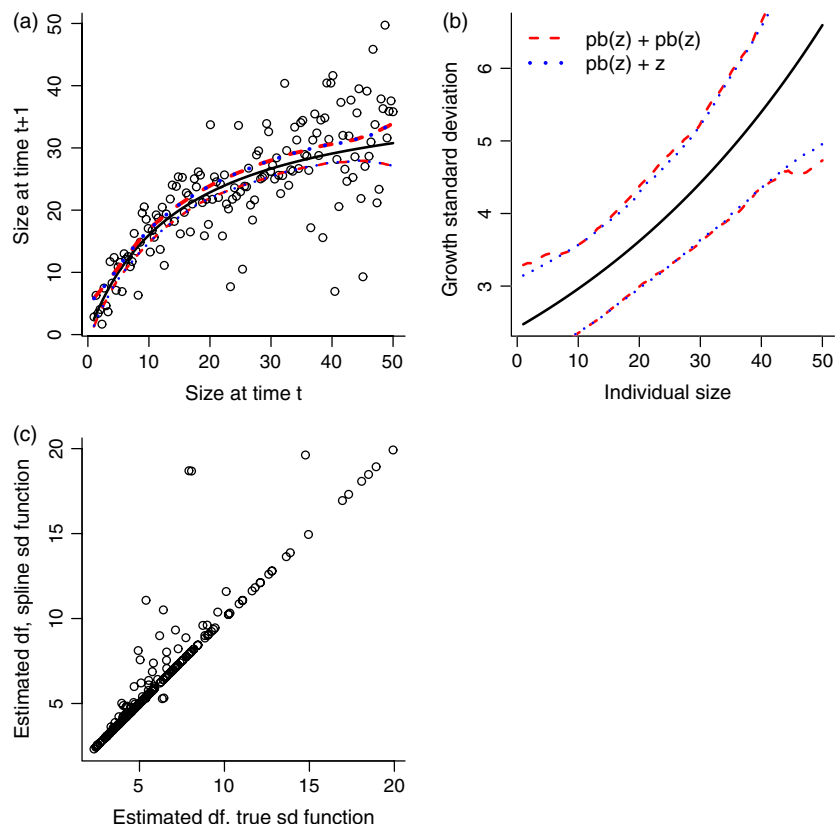 (a)
50
40
30
20
10
0
Size at time t+1
0 10 20 30 40 50
Size at time t
(b)
pb(z) + pb(z)
pb(z) + z
6
5
4
3
Growth standard deviation
0 10 20 30 40 50
Individual size
(c)
20
15
10
5
Estimated df, spline sd function
5 10 15 20
Estimated df, true sd function